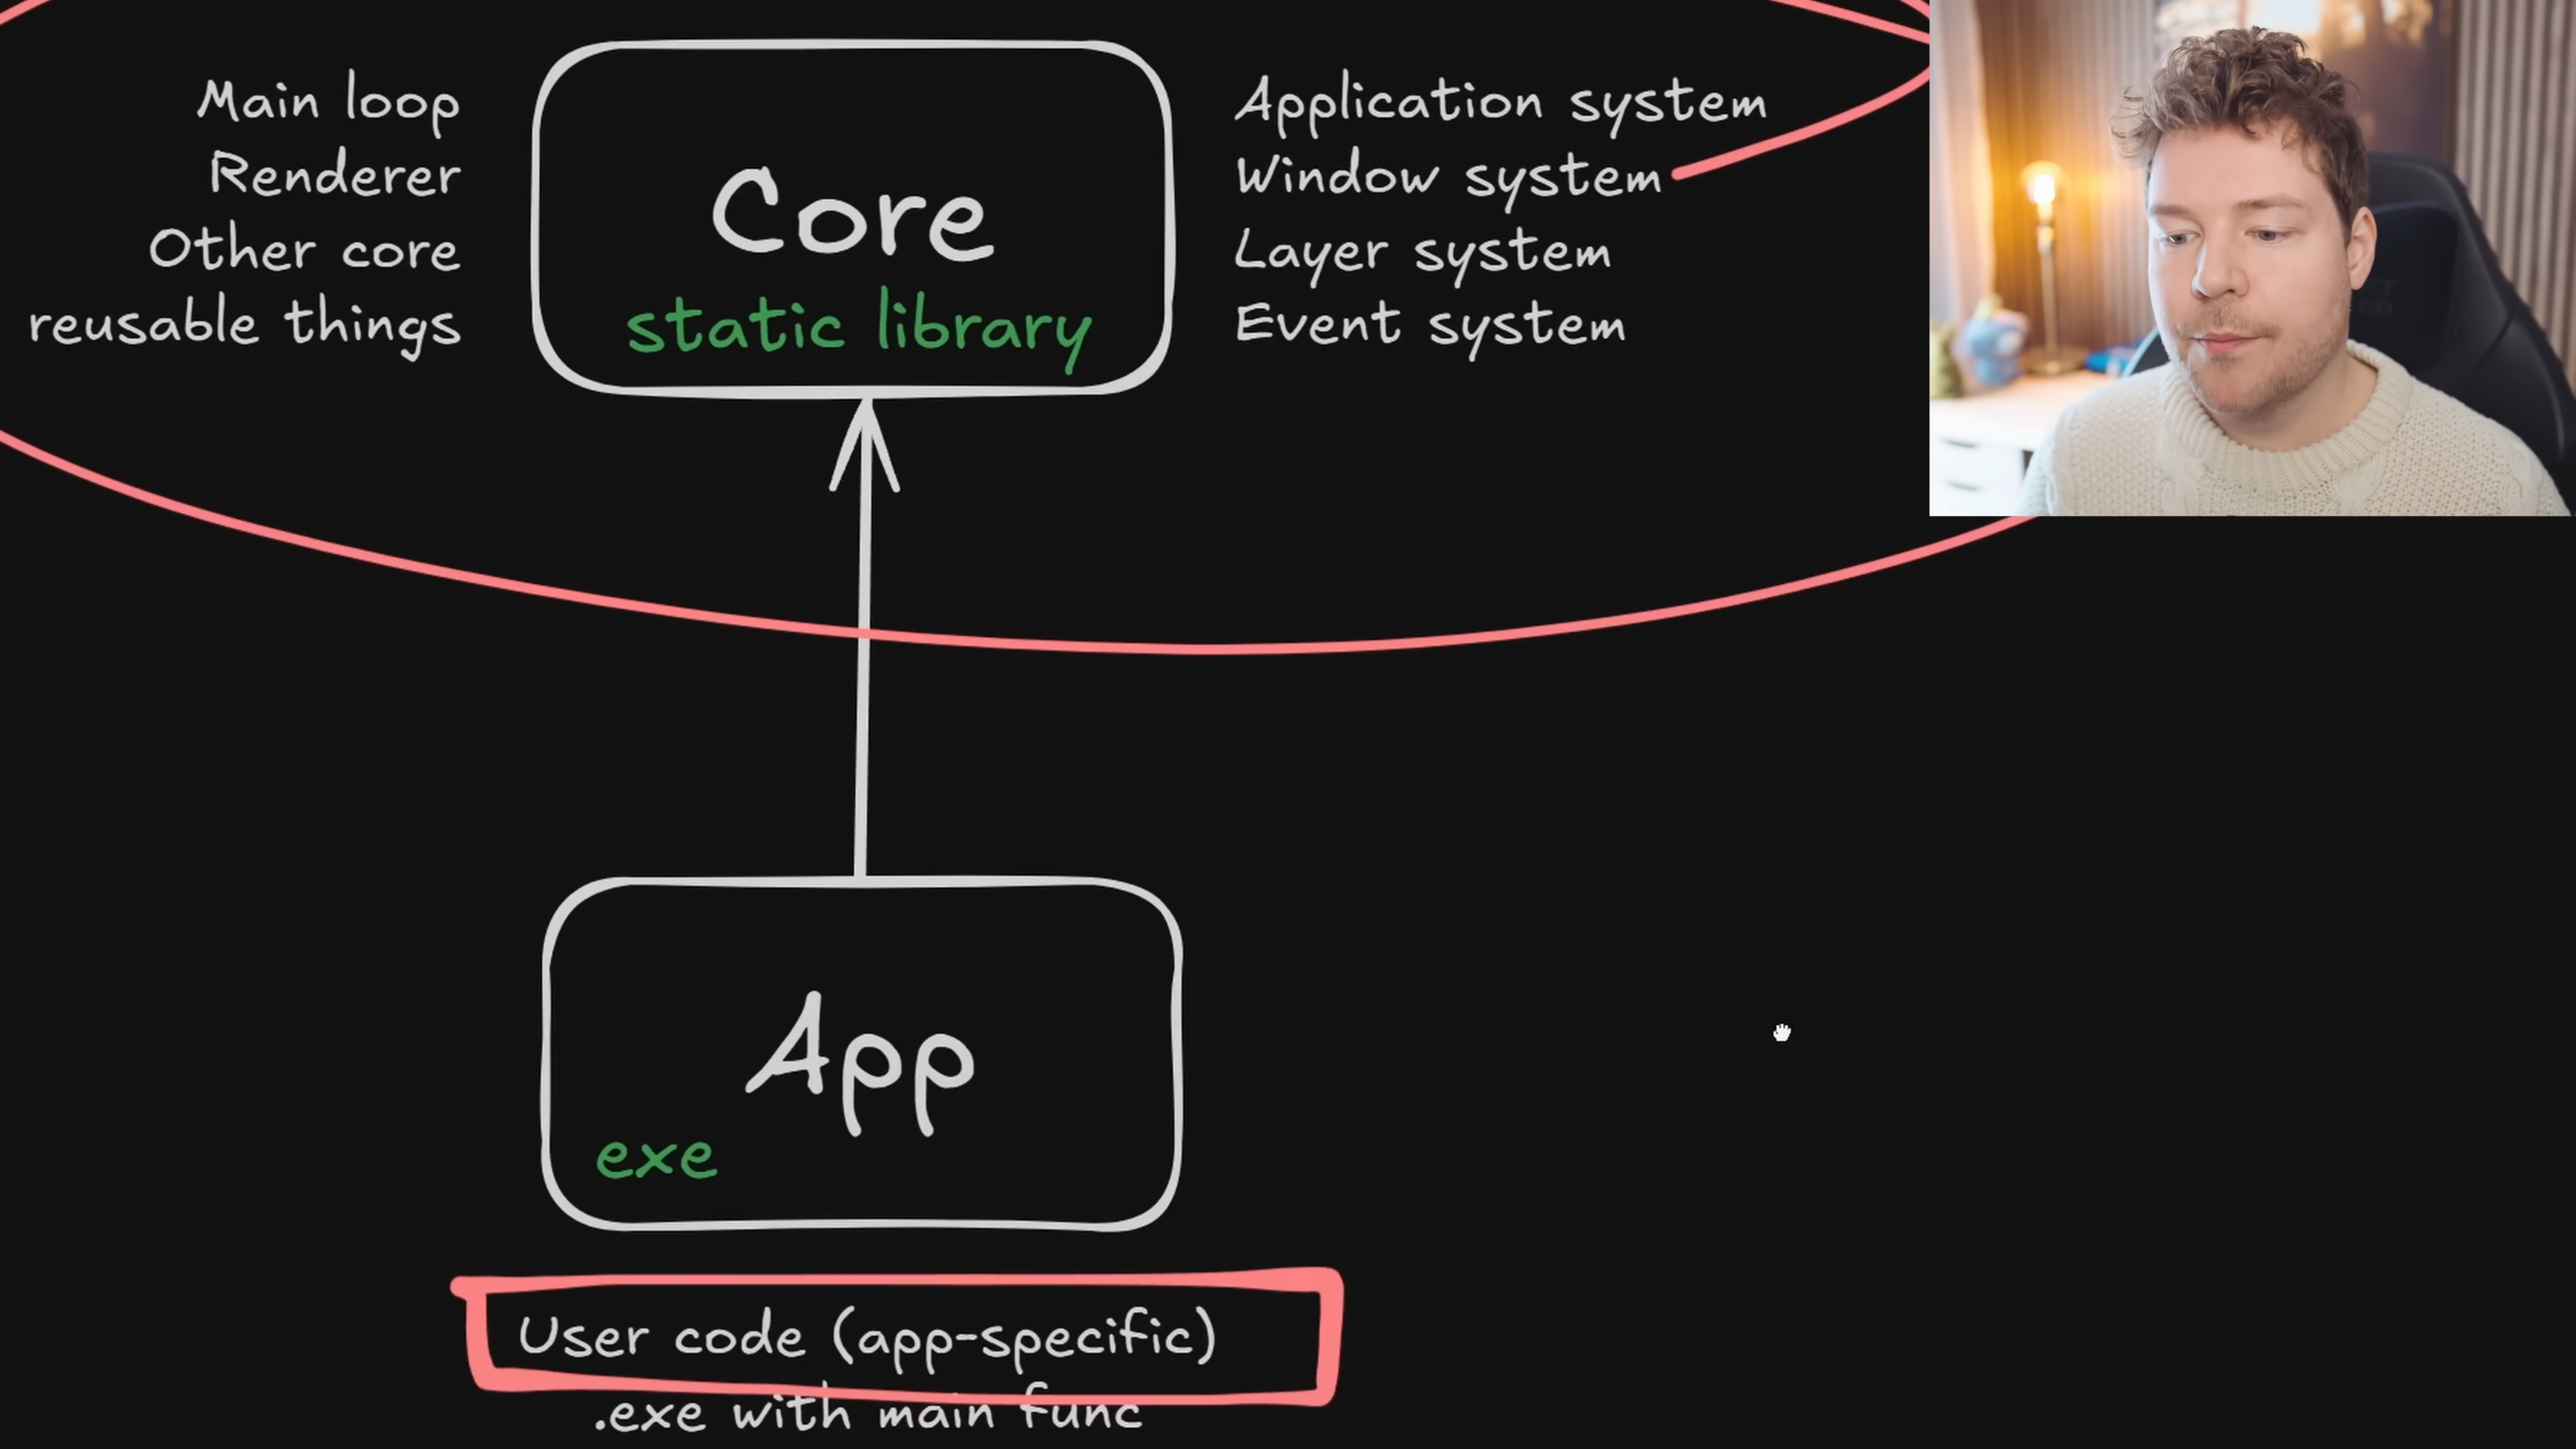 Main loop
Renderer
Other core
reusable things
Core
static library
Application system
Window system
Layer system
Event system
App
exe
User code (app-specific)
.exe with main func